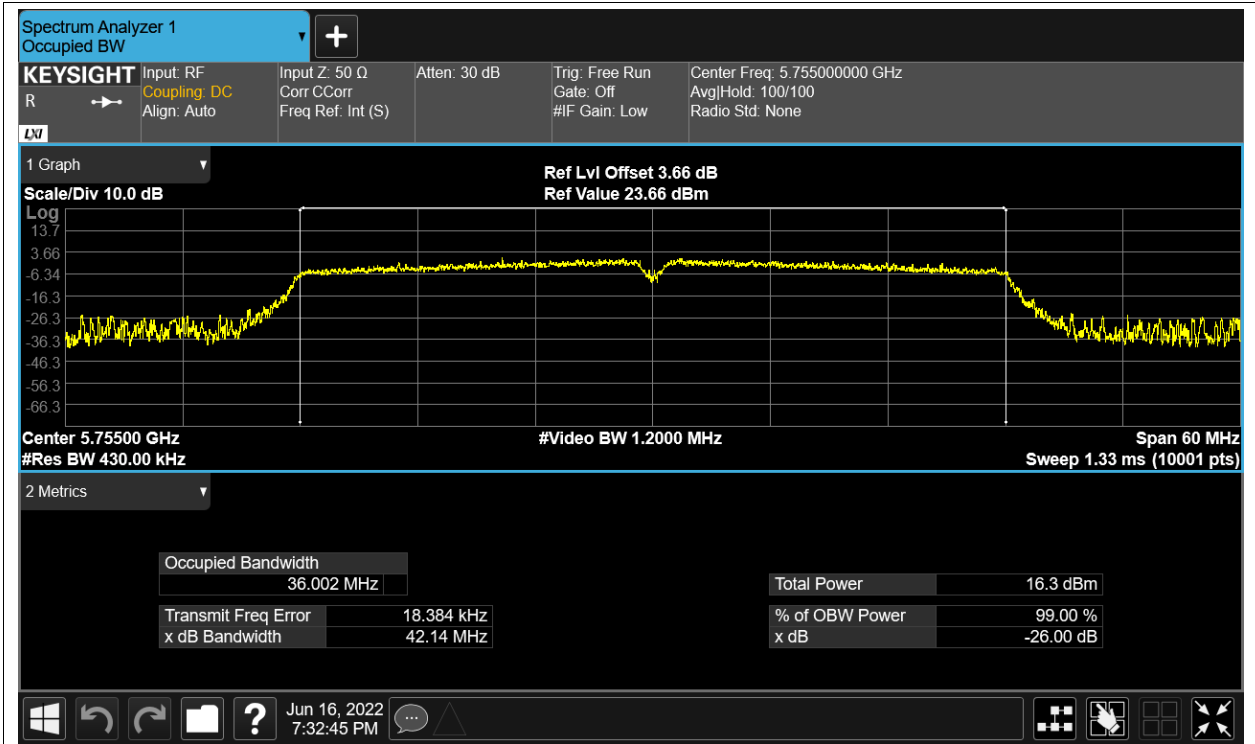 Spectrum Analyzer 1
Occupied BW
KEYSIGHT
R
LXI
Input: RF
Coupling: DC
Align: Auto
Input Z: 50 Ω
Corr CCorr
Freq Ref: Int (S)
Atten: 30 dB
Trig: Free Run
Gate: Off
#IF Gain: Low
Center Freq: 5.755000000 GHz
Avg|Hold: 100/100
Radio Std: None
1 Graph
Scale/Div 10.0 dB
Ref Lvl Offset 3.66 dB
Ref Value 23.66 dBm
Log
13.7
3.66
-6.34
-16.3
-26.3
-36.3
-46.3
-56.3
-66.3
Center 5.75500 GHz
#Video BW 1.2000 MHz
Span 60 MHz
#Res BW 430.00 kHz
Sweep 1.33 ms (10001 pts)
2 Metrics
Occupied Bandwidth
36.002 MHz
Total Power 16.3 dBm
Transmit Freq Error 18.384 kHz
% of OBW Power 99.00 %
x dB Bandwidth 42.14 MHz
x dB -26.00 dB
?
Jun 16, 2022
7:32:45 PM